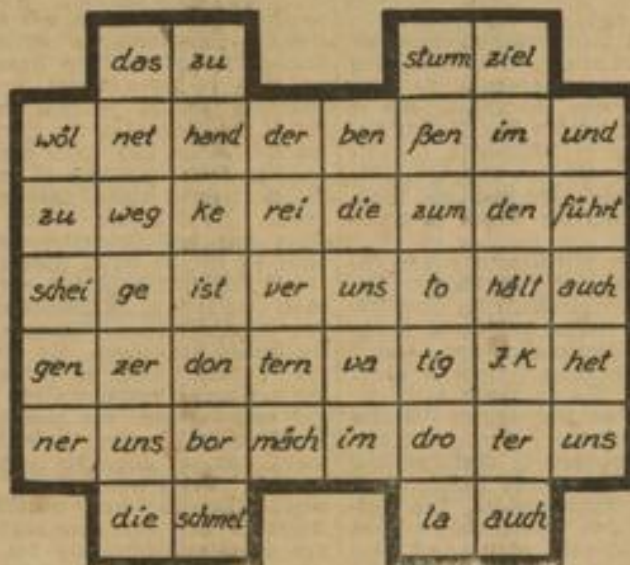 das zu sturm ziel
wöl net hand der ben ßen im und
zu weg ke rei die zum den führt
schei ge ist ver uns to hält auch
gen zer don tern va tig I.K het
ner uns bor mäch im dro ter uns
die schmet la auch